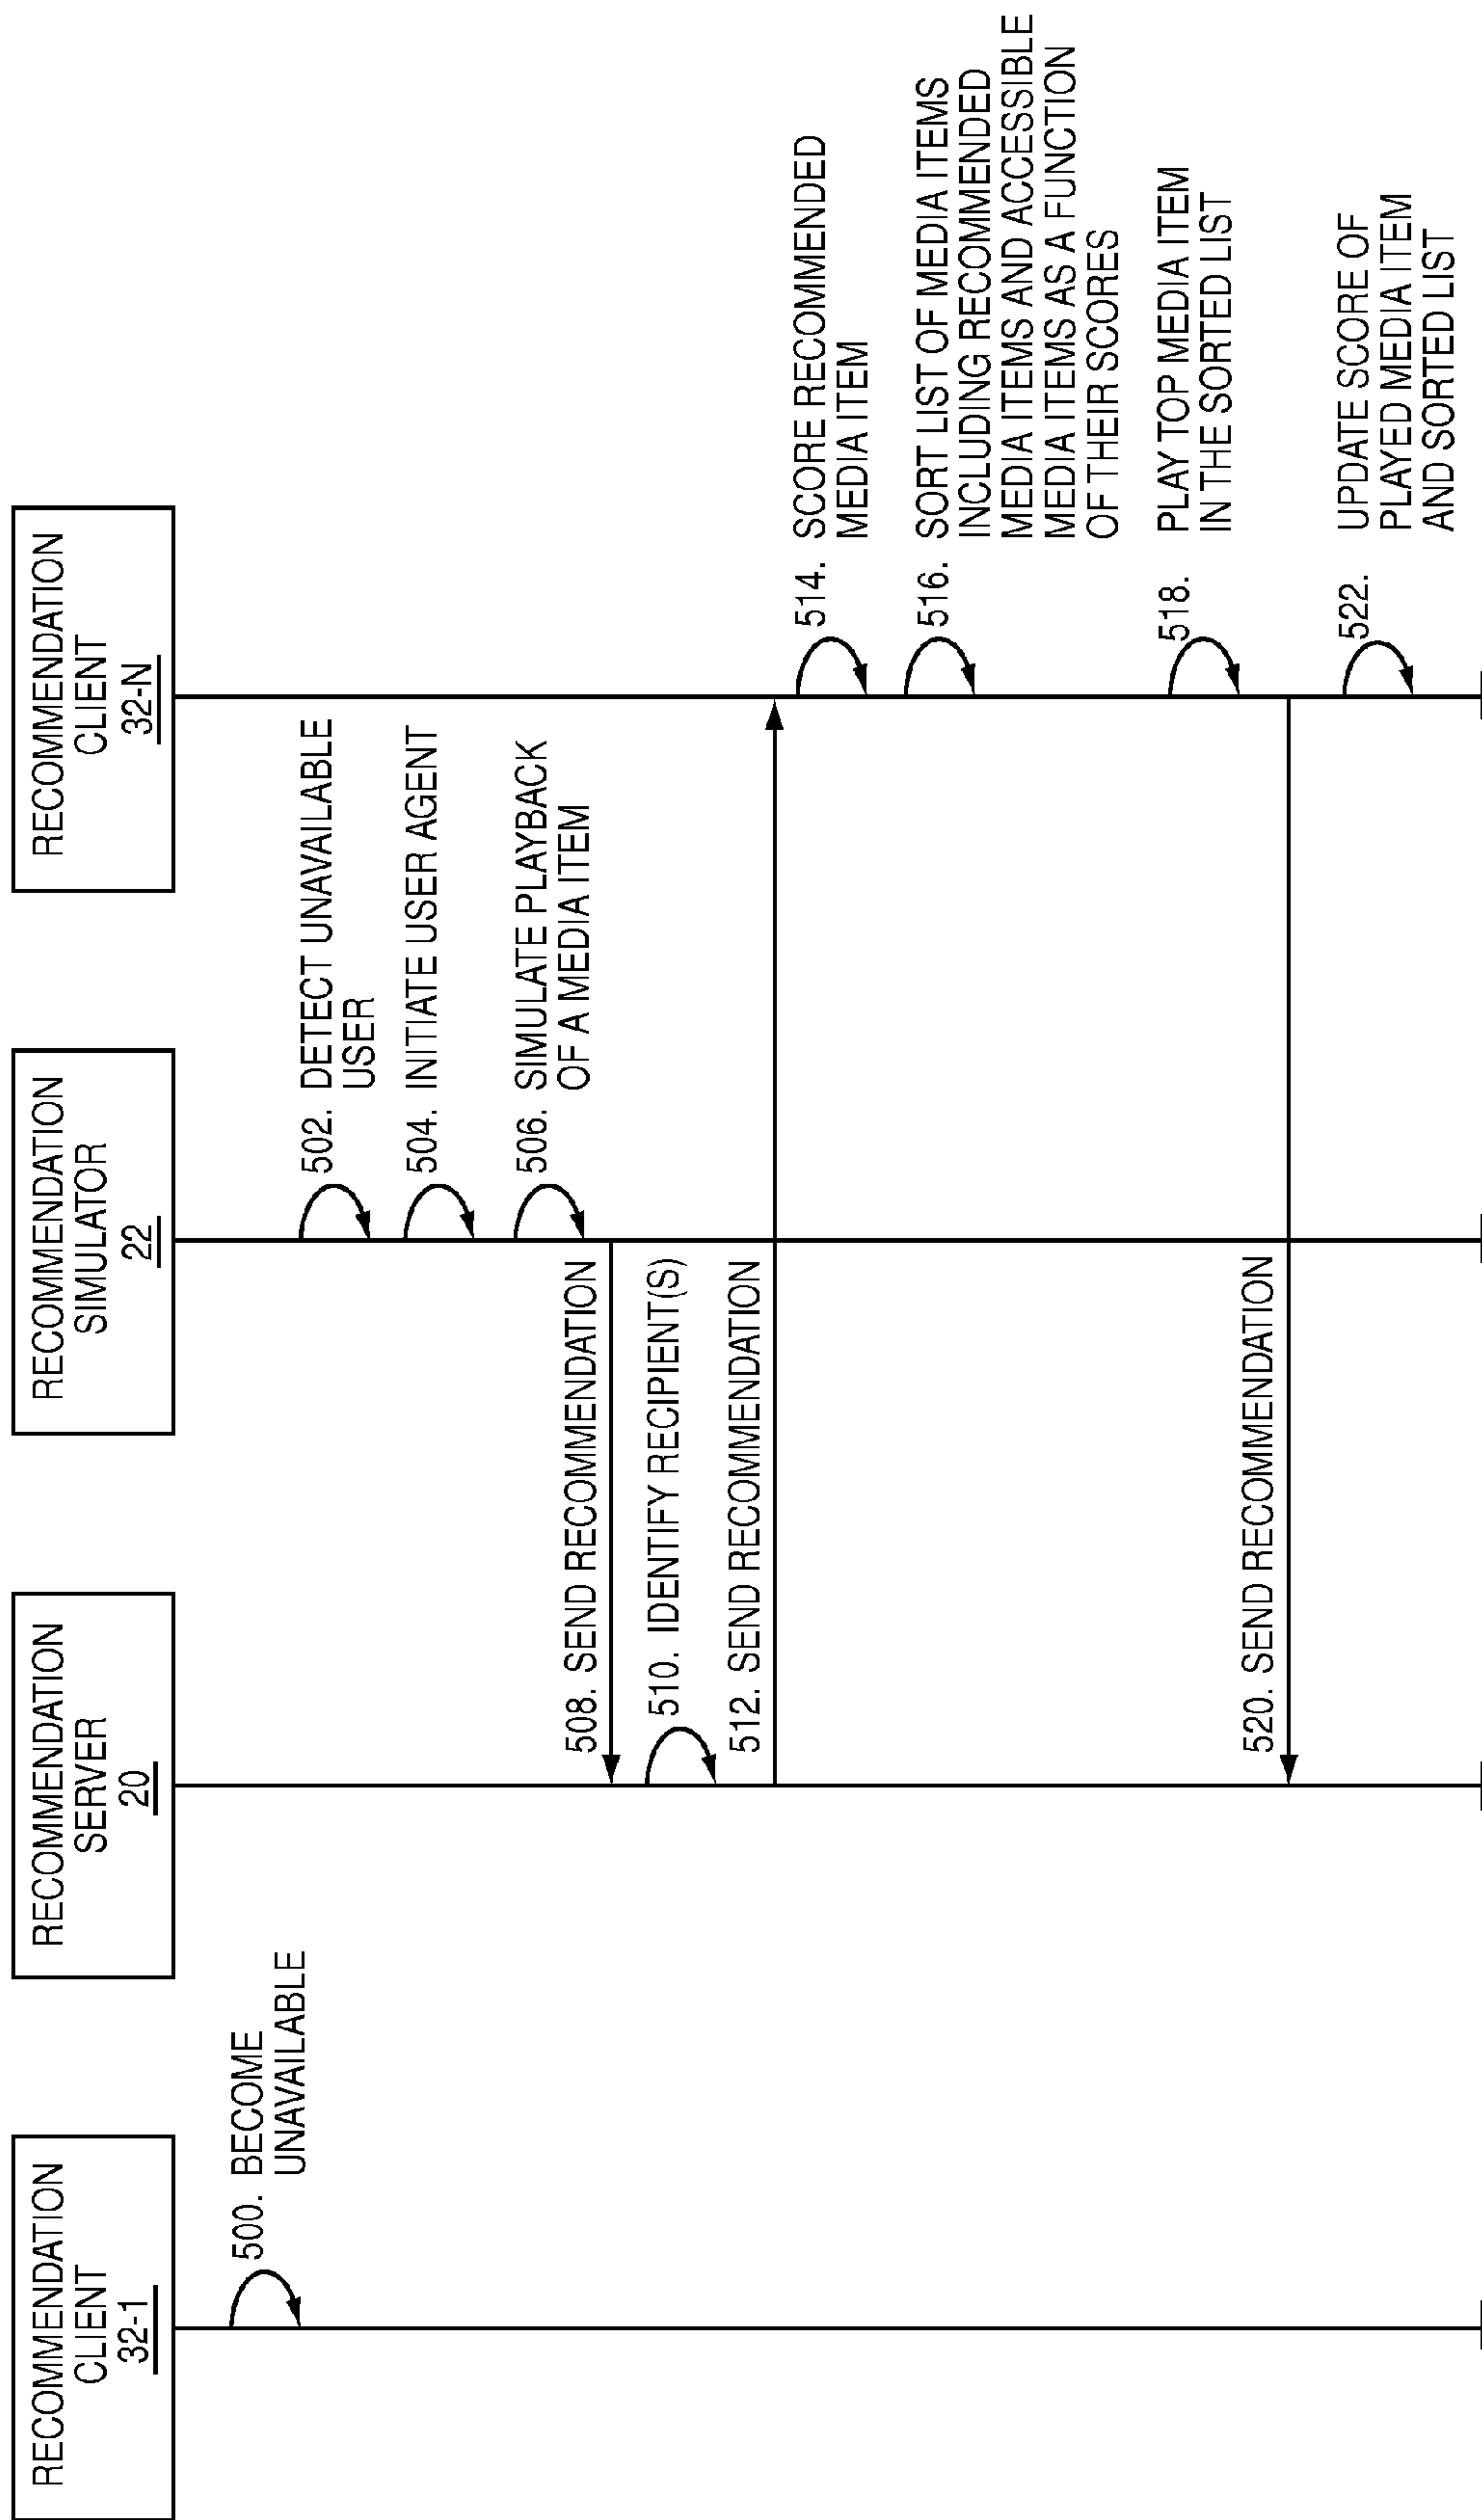 RECOMMENDATION
CLIENT
32-1
RECOMMENDATION
SERVER
20
RECOMMENDATION
SIMULATOR
22
RECOMMENDATION
CLIENT
32-N
500. BECOME
UNAVAILABLE
502. DETECT UNAVAILABLE
USER
504. INITIATE USER AGENT
506. SIMULATE PLAYBACK
OF A MEDIA ITEM
508. SEND RECOMMENDATION
510. IDENTIFY RECIPIENT(S)
512. SEND RECOMMENDATION
514. SCORE RECOMMENDED
MEDIA ITEM
516. SORT LIST OF MEDIA ITEMS
INCLUDING RECOMMENDED
MEDIA ITEMS AND ACCESSIBLE
MEDIA ITEMS AS A FUNCTION
OF THEIR SCORES
518. PLAY TOP MEDIA ITEM
IN THE SORTED LIST
520. SEND RECOMMENDATION
522. UPDATE SCORE OF
PLAYED MEDIA ITEM
AND SORTED LIST